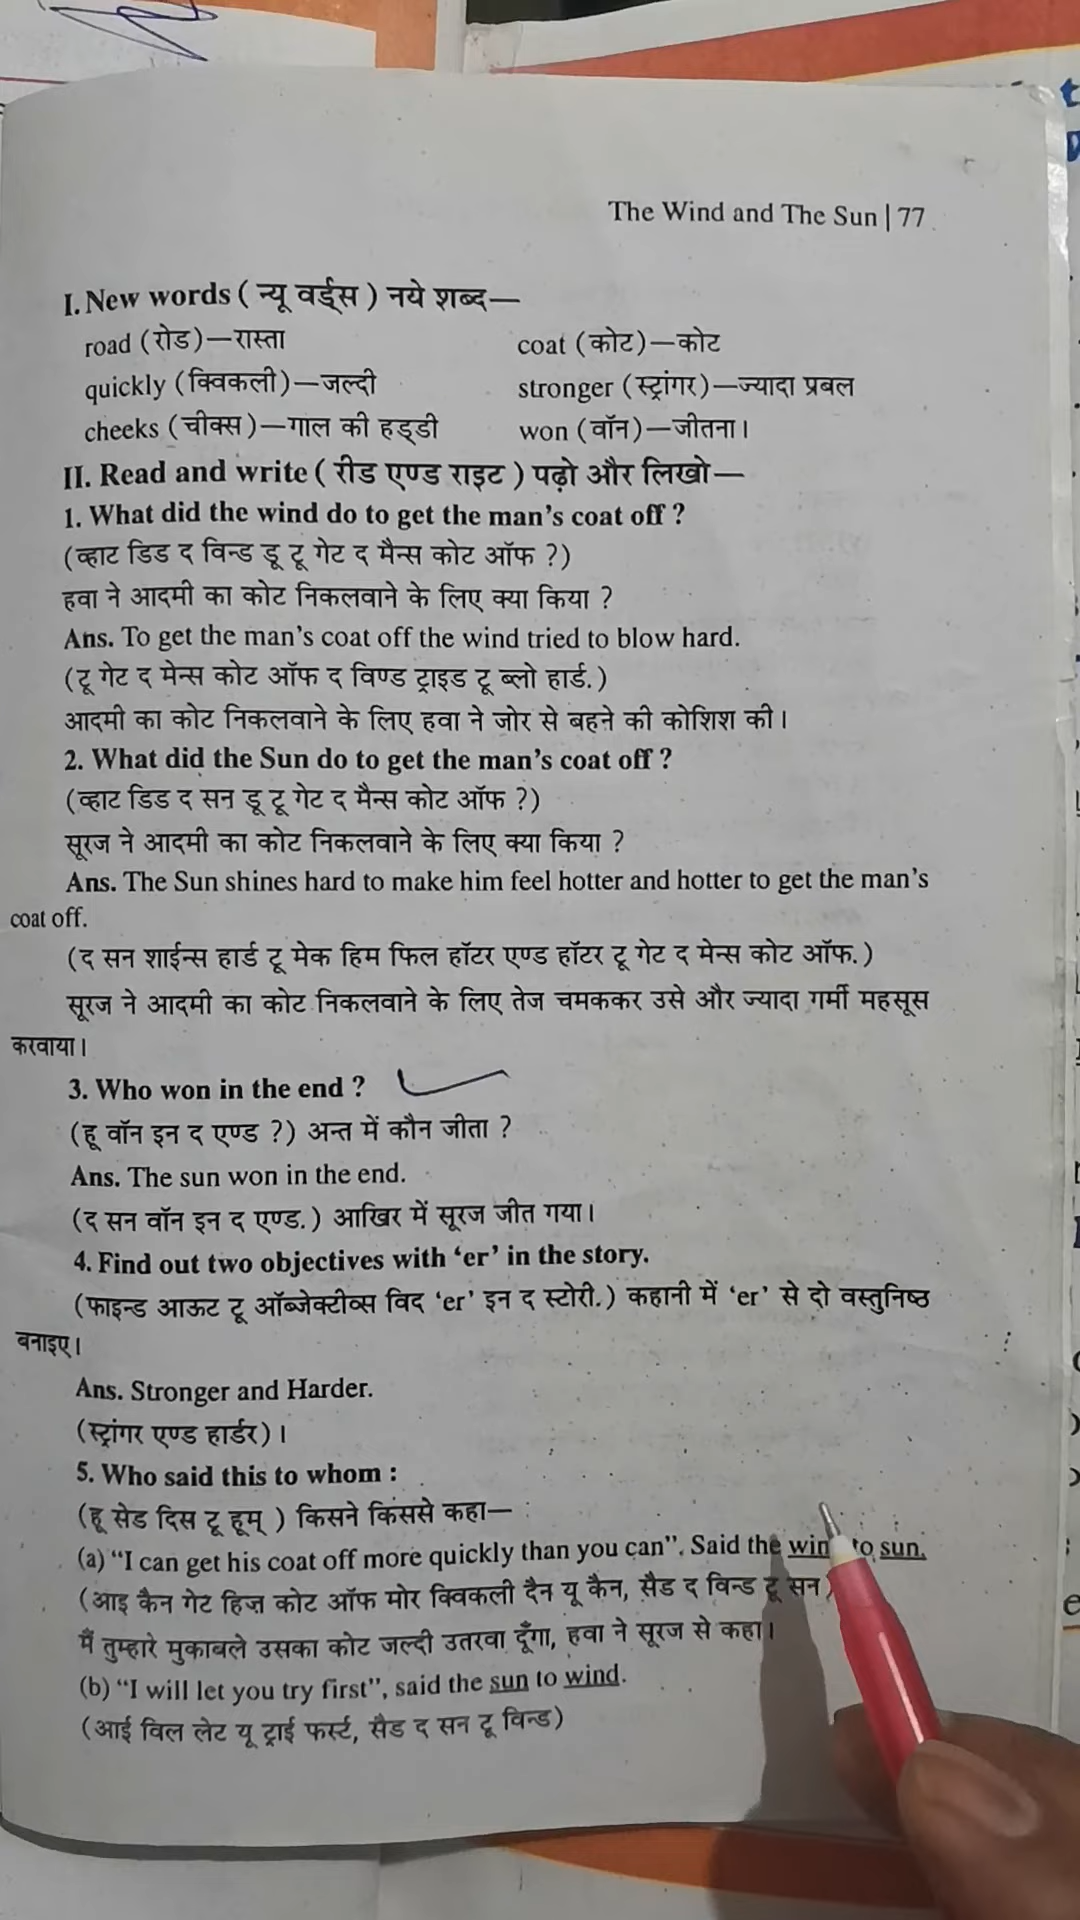 The Wind and The Sun | 77
I. New words ( न्यू वर्ड्स ) नये शब्द—
road (रोड)—रास्ता
coat (कोट)—कोट
quickly (क्विकली)—जल्दी
stronger (स्ट्रांगर)—ज्यादा प्रबल
cheeks (चीक्स)—गाल की हड्डी
won (वॉन)—जीतना।
II. Read and write ( रीड एण्ड राइट ) पढ़ो और लिखो—
1. What did the wind do to get the man's coat off ?
(व्हाट डिड द विन्ड डू टू गेट द मैन्स कोट ऑफ ?)
हवा ने आदमी का कोट निकलवाने के लिए क्या किया ?
Ans. To get the man's coat off the wind tried to blow hard.
(टू गेट द मेन्स कोट ऑफ द विण्ड ट्राइड टू ब्लो हार्ड.)
आदमी का कोट निकलवाने के लिए हवा ने जोर से बहने की कोशिश की।
2. What did the Sun do to get the man's coat off ?
(व्हाट डिड द सन डू टू गेट द मैन्स कोट ऑफ ?)
सूरज ने आदमी का कोट निकलवाने के लिए क्या किया ?
Ans. The Sun shines hard to make him feel hotter and hotter to get the man's
coat off.
(द सन शाईन्स हार्ड टू मेक हिम फिल हॉटर एण्ड हॉटर टू गेट द मेन्स कोट ऑफ.)
सूरज ने आदमी का कोट निकलवाने के लिए तेज चमककर उसे और ज्यादा गर्मी महसूस
करवाया।
3. Who won in the end ?
(हू वॉन इन द एण्ड ?) अन्त में कौन जीता ?
Ans. The sun won in the end.
(द सन वॉन इन द एण्ड.) आखिर में सूरज जीत गया।
4. Find out two objectives with 'er' in the story.
(फाइन्ड आऊट टू ऑब्जेक्टीव्स विद 'er' इन द स्टोरी.) कहानी में 'er' से दो वस्तुनिष्ठ
बनाइए।
Ans. Stronger and Harder.
(स्ट्रांगर एण्ड हार्डर)।
5. Who said this to whom :
(हू सेड दिस टू हूम् ) किसने किससे कहा—
(a) "I can get his coat off more quickly than you can". Said the to sun.
(आइ कैन गेट हिज़ कोट ऑफ मोर क्विकली दैन यू कैन, सैड द विन्ड टू सन)
मैं तुम्हारे मुकाबले उसका कोट जल्दी उतरवा दूँगा, हवा ने सूरज से कहा।
(b) "I will let you try first", said the sun to wind.
(आई विल लेट यू ट्राई फर्स्ट, सैड द सन टू विन्ड)